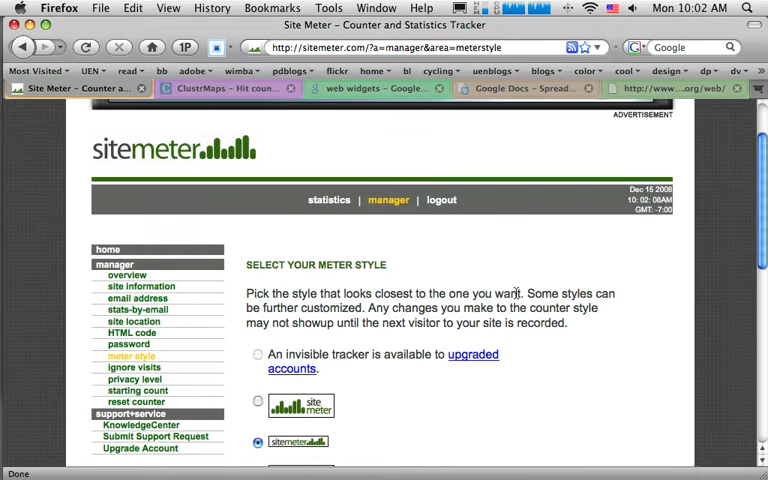 Firefox File Edit View History Bookmarks Tools Window Help Mon 10:02 AM
Site Meter - Counter and Statistics Tracker
1P http://sitemeter.com/?a=manager&area=meterstyle Google
Most Visited UEN read bb adobe wimba pdblogs flickr home bl cycling uenblogs blogs color cool design dp dv
Site Meter - Counter a... ClustrMaps - Hit coun... web widgets - Google... Google Docs - Spread... http://www....org/web/
ADVERTISEMENT
sitemeter
statistics | manager | logout
Dec 15 2008
10: 02: 08AM
GMT: -7:00
home
manager
overview
site information
email address
stats-by-email
site location
HTML code
password
meter style
ignore visits
privacy level
starting count
reset counter
support+service
KnowledgeCenter
Submit Support Request
Upgrade Account
SELECT YOUR METER STYLE
Pick the style that looks closest to the one you want. Some styles can
be further customized. Any changes you make to the counter style
may not showup until the next visitor to your site is recorded.
An invisible tracker is available to upgraded
accounts.
site
meter
sitemeter
Done